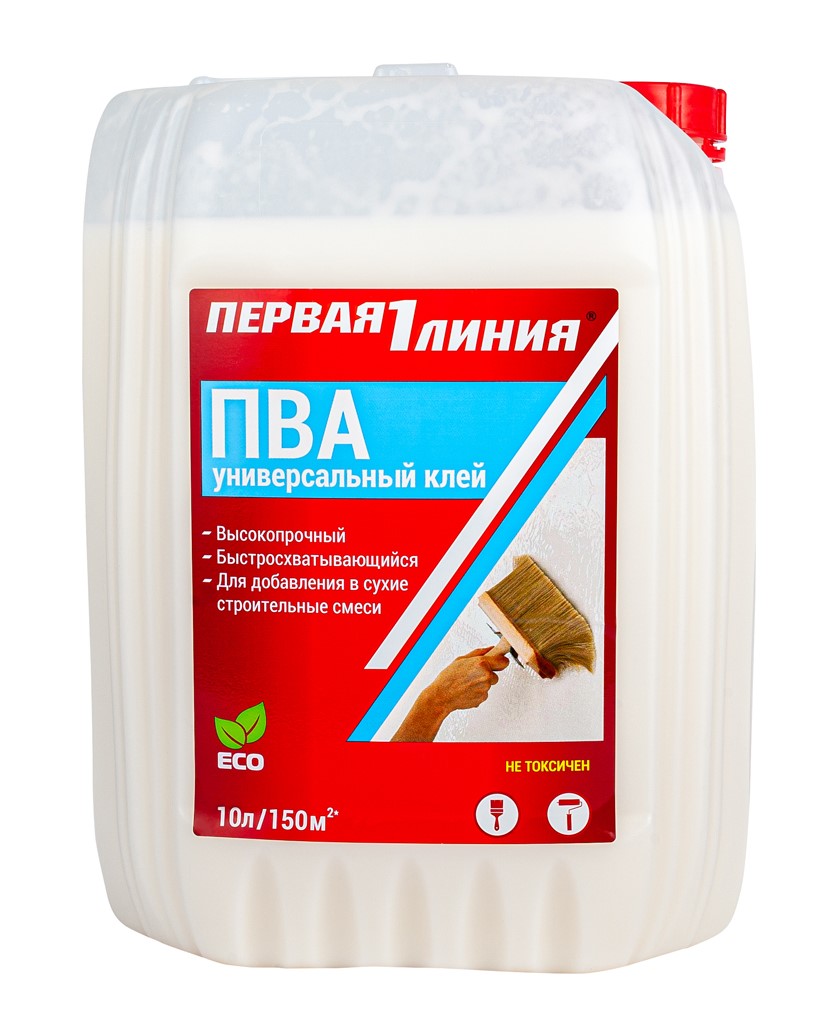 ПЕРВАЯ1ЛИНИЯ®
ПВА
универсальный клей
- Высокопрочный
- Быстросхватывающийся
- Для добавления в сухие
строительные смеси
ECO
НЕ ТОКСИЧЕН
10л/150м²*